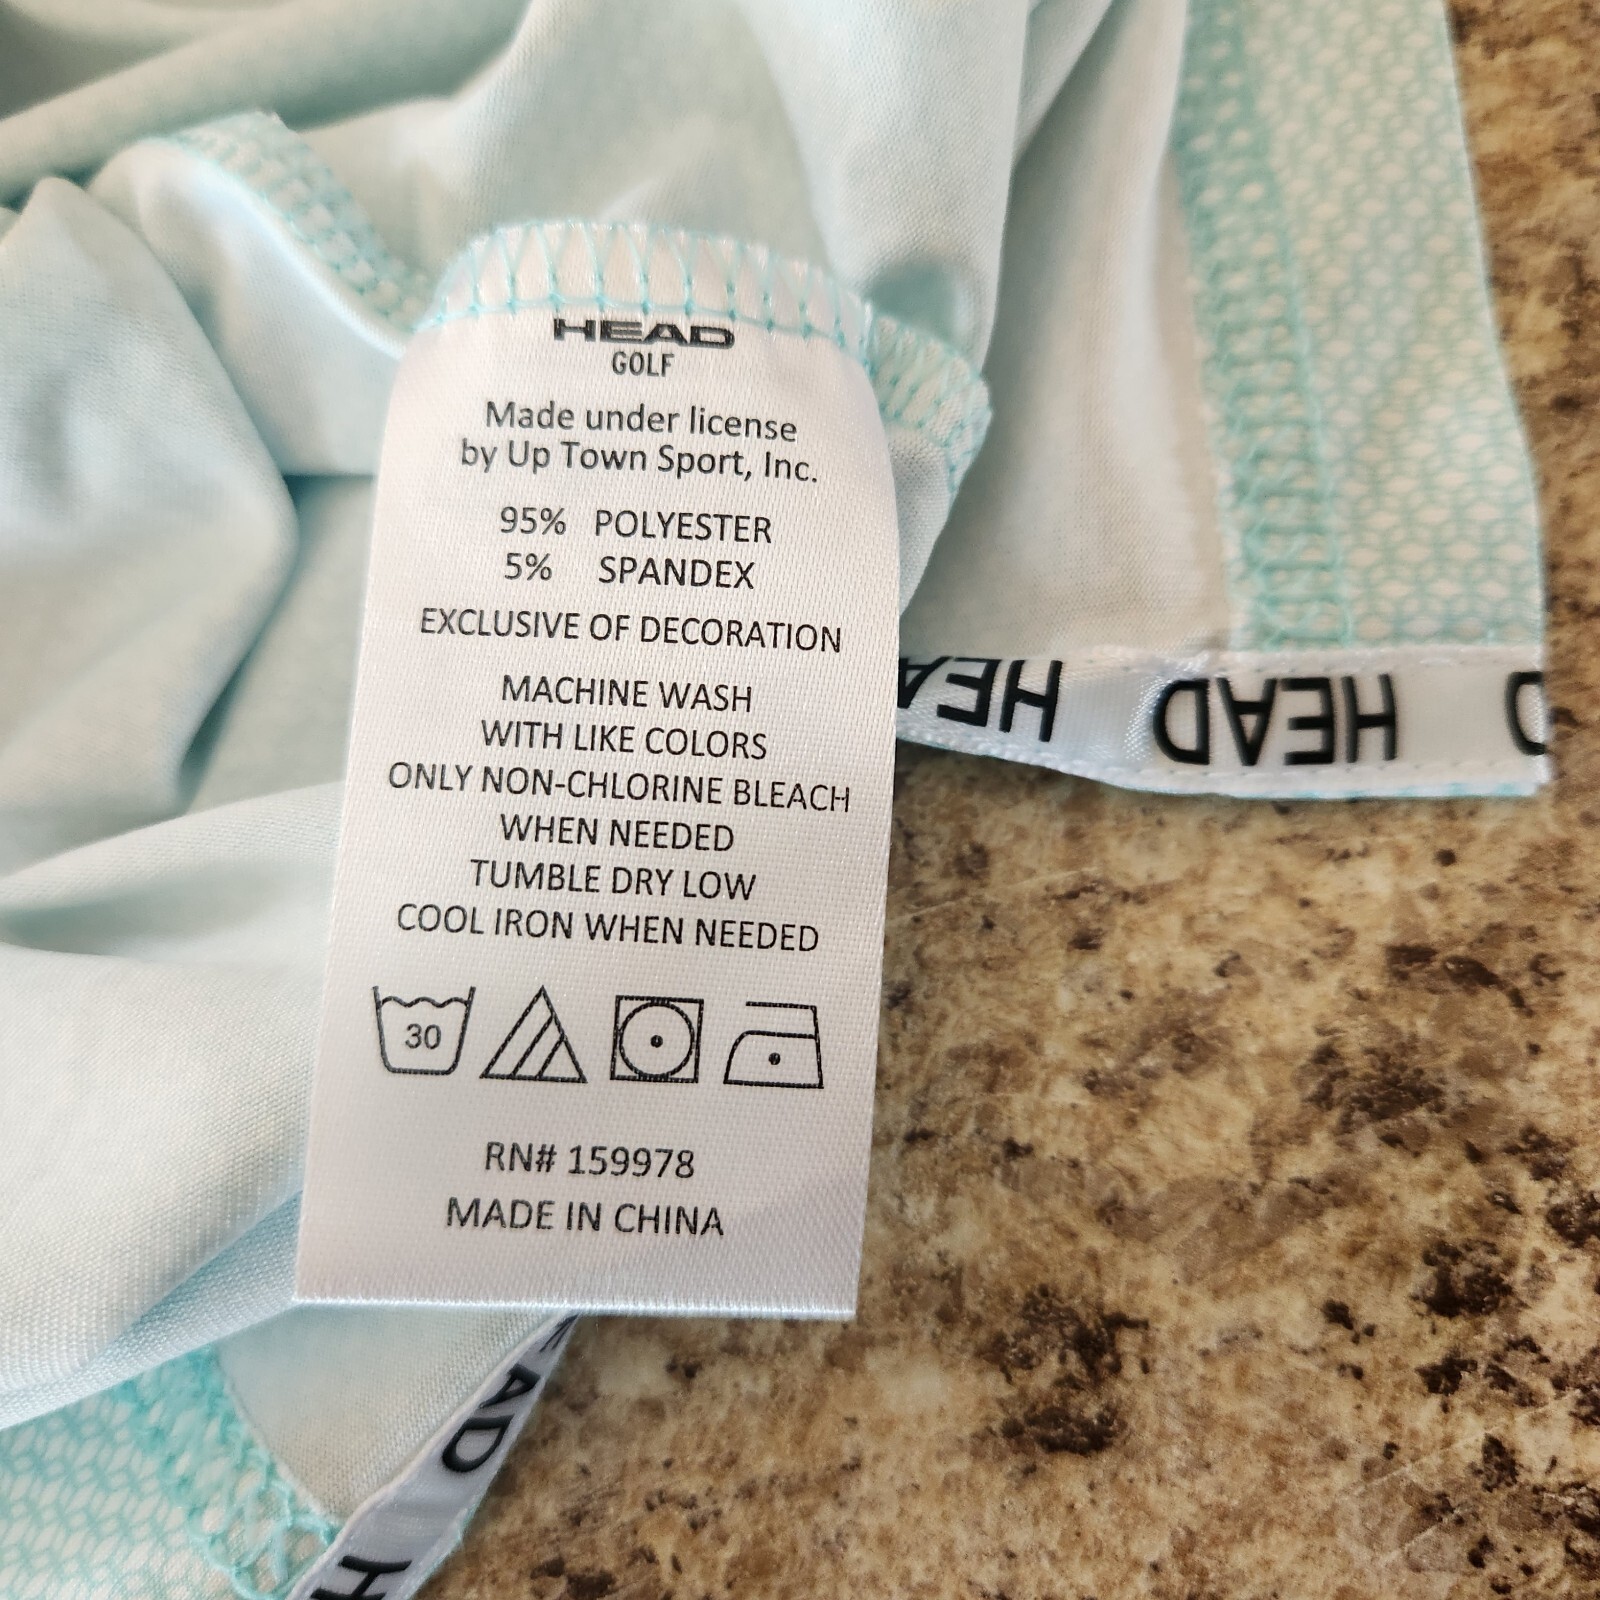 HEAD
GOLF
Made under license
by Up Town Sport, Inc.
95% POLYESTER
5% SPANDEX
EXCLUSIVE OF DECORATION
MACHINE WASH
WITH LIKE COLORS
ONLY NON-CHLORINE BLEACH
WHEN NEEDED
TUMBLE DRY LOW
COOL IRON WHEN NEEDED
30
RN# 159978
MADE IN CHINA
HEAD HEA
EAD
H